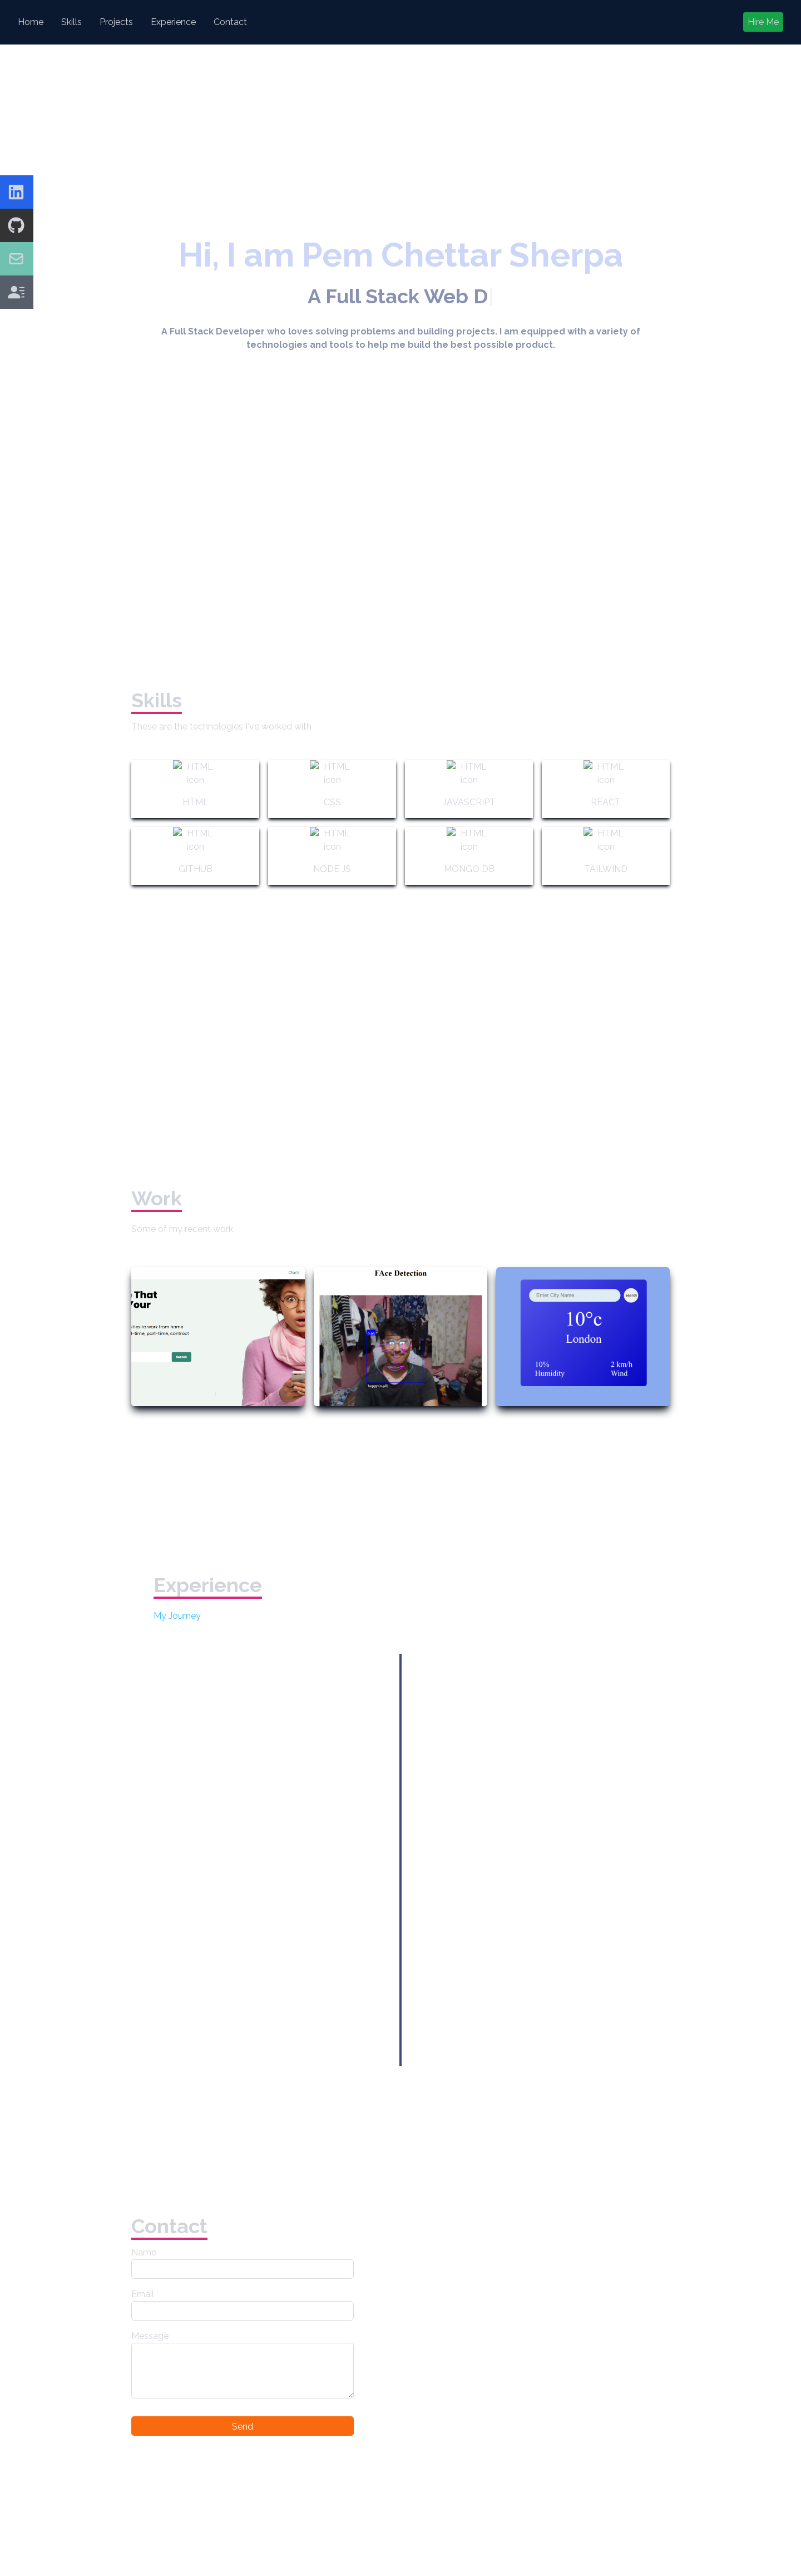 Home Skills Projects Experience Contact Hire Me
Hi, I am Pem Chettar Sherpa
A Full Stack Web D
A Full Stack Developer who loves solving problems and building projects. I am equipped with a variety of
technologies and tools to help me build the best possible product.
Skills
These are the technologies I've worked with
HTML icon
HTML
HTML icon
CSS
HTML icon
JAVASCRIPT
HTML icon
REACT
HTML icon
GITHUB
HTML icon
NODE JS
HTML icon
MONGO DB
HTML icon
TAILWIND
Work
Some of my recent work
That
Your
FAce Detection
Enter City Name
search
10°c
London
10%
Humidity
2 km/h
Wind
Experience
My Journey
Contact
Name
Email
Message
Send